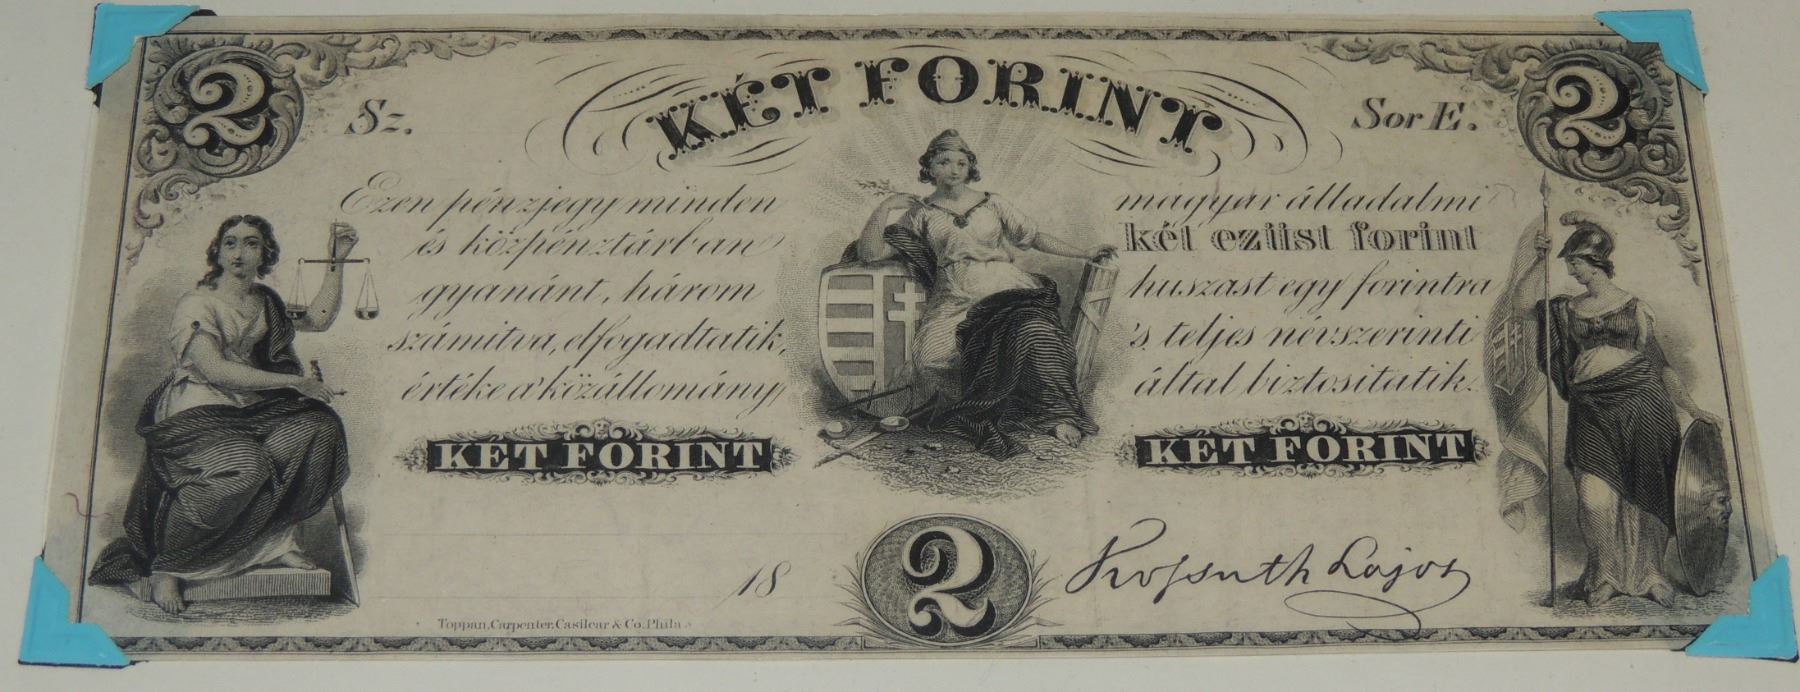 2 KÉT FORINT 2
Sz. Sor E.
Ezen pénzjegy minden magyar álladalmi
és közpénztárban két ezüst forint
gyanánt, három huszast egy forintra
számitva, elfogadtatik, 's teljes névszerinti
értéke a' közállomány által biztositatik.
KÉT FORINT KÉT FORINT
18 2 Kossuth Lajos
Toppan, Carpenter, Casilear & Co. Phila